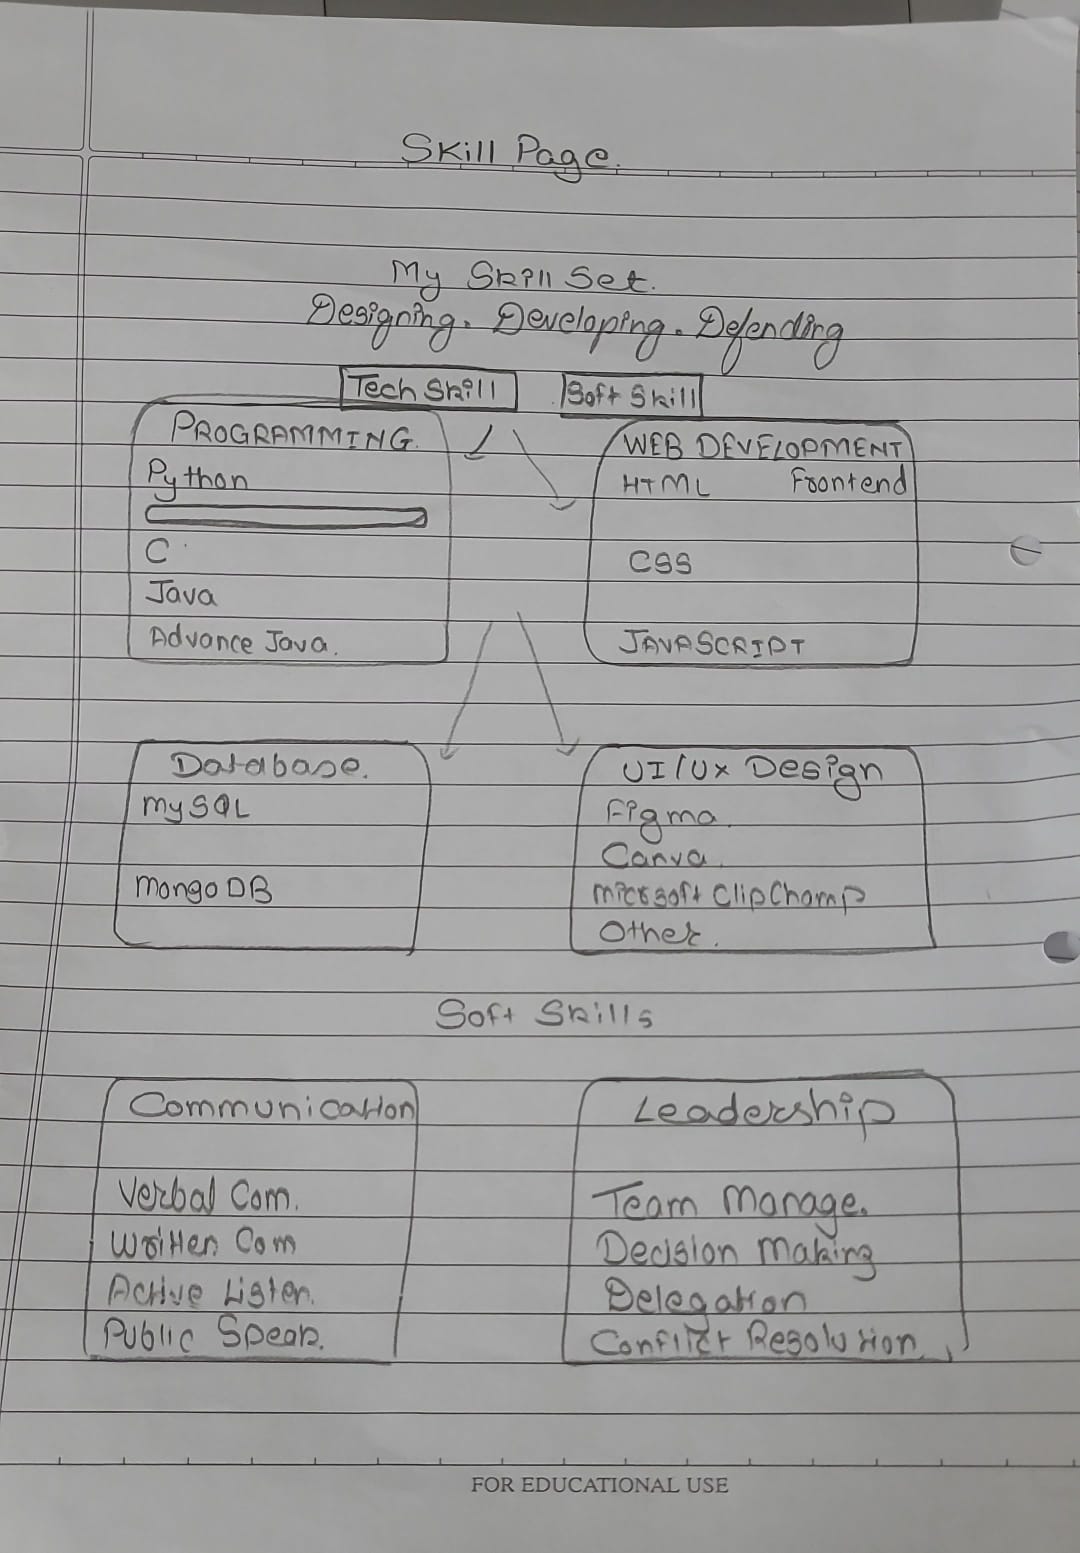 Skill Page.
My Skill Set.
Designing. Developing. Defending
Tech Skill
Soft Skill
PROGRAMMING.
Python
C
Java
Advance Java.
WEB DEVELOPMENT
HTML Frontend
CSS
JAVASCRIPT
Database.
MySQL
MongoDB
UI/UX Design
Figma.
Canva.
Microsoft ClipChamp
Other.
Soft Skills
Communication
Verbal Com.
Written Com
Active Listen.
Public Speak.
Leadership
Team Manage.
Decision Making
Delegation
Conflict Resolution
FOR EDUCATIONAL USE